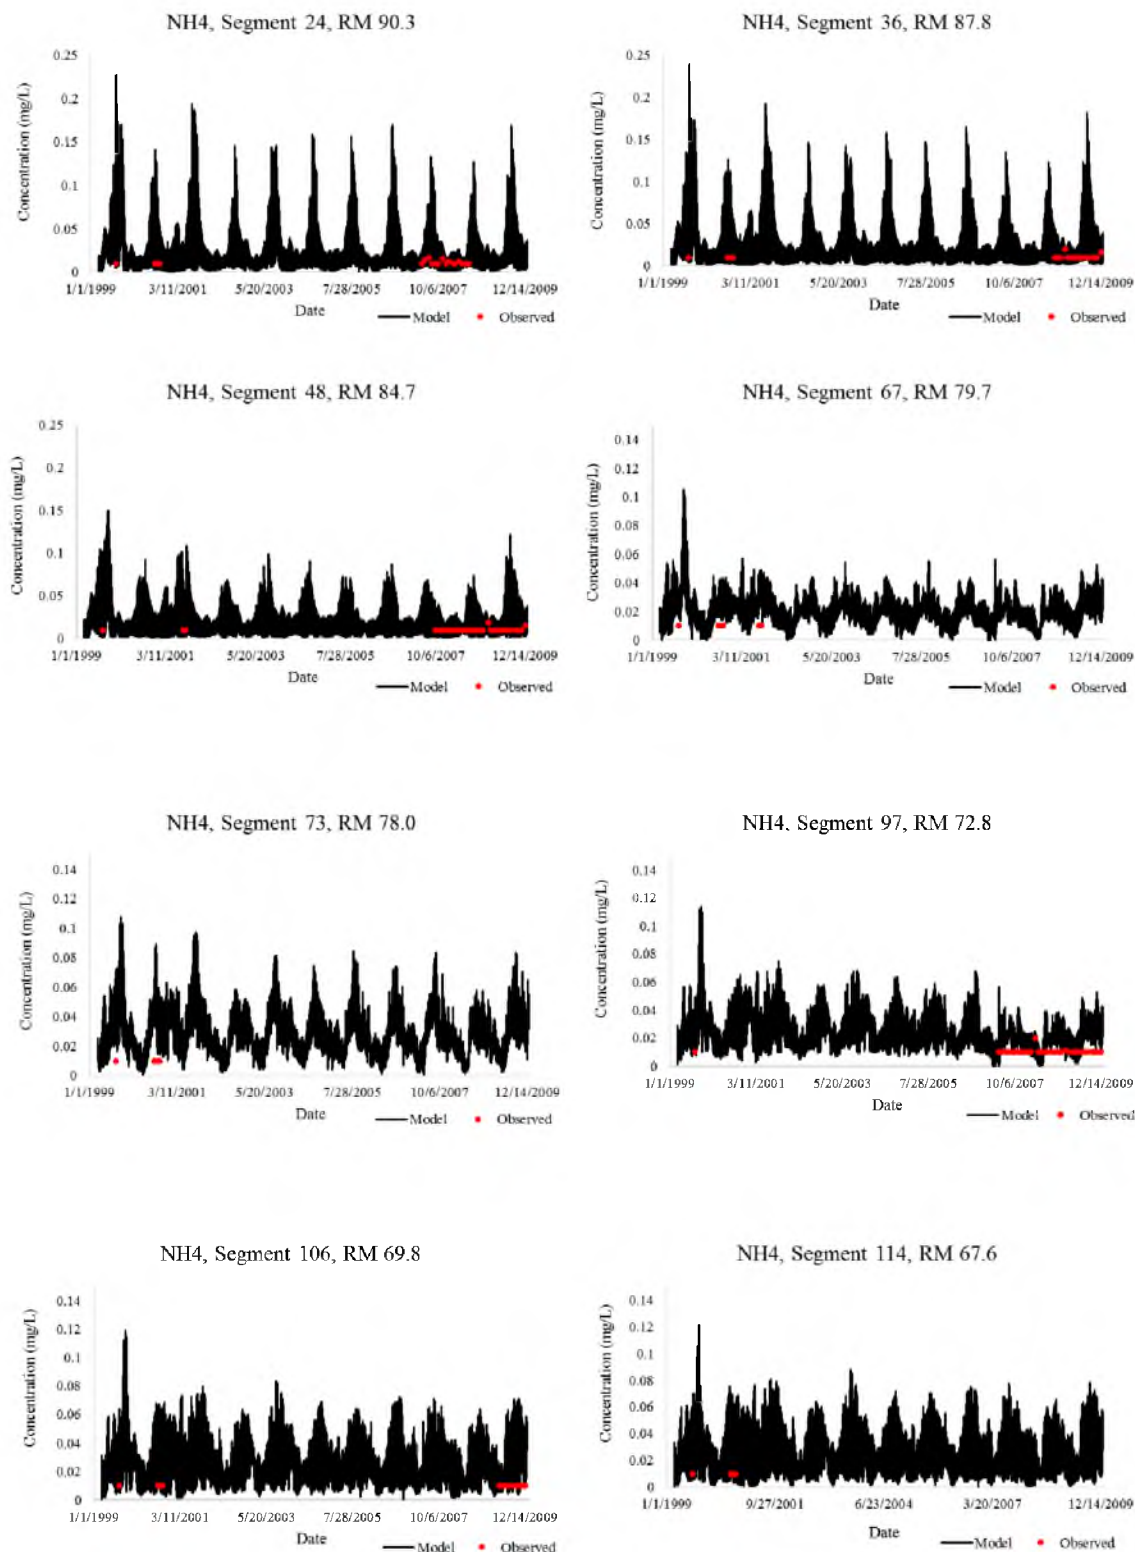 NH4, Segment 24, RM 90.3
0.25
0.2
0.15
0.1
0.05
0
Concentration (mg/L)
1/1/1999 3/11/2001 5/20/2003 7/28/2005 10/6/2007 12/14/2009
Date
Model Observed
NH4, Segment 36, RM 87.8
0.25
0.2
0.15
0.1
0.05
0
Concentration (mg/L)
1/1/1999 3/11/2001 5/20/2003 7/28/2005 10/6/2007 12/14/2009
Date
Model Observed
NH4, Segment 48, RM 84.7
0.25
0.2
0.15
0.1
0.05
0
Concentration (mg/L)
1/1/1999 3/11/2001 5/20/2003 7/28/2005 10/6/2007 12/14/2009
Date
Model Observed
NH4, Segment 67, RM 79.7
0.14
0.12
0.1
0.08
0.06
0.04
0.02
0
Concentration (mg/L)
1/1/1999 3/11/2001 5/20/2003 7/28/2005 10/6/2007 12/14/2009
Date
Model Observed
NH4, Segment 73, RM 78.0
0.14
0.12
0.1
0.08
0.06
0.04
0.02
0
Concentration (mg/L)
1/1/1999 3/11/2001 5/20/2003 7/28/2005 10/6/2007 12/14/2009
Date
Model Observed
NH4, Segment 97, RM 72.8
0.14
0.12
0.1
0.08
0.06
0.04
0.02
0
Concentration (mg/L)
1/1/1999 3/11/2001 5/20/2003 7/28/2005 10/6/2007 12/14/2009
Date
Model Observed
NH4, Segment 106, RM 69.8
0.14
0.12
0.1
0.08
0.06
0.04
0.02
0
Concentration (mg/L)
1/1/1999 3/11/2001 5/20/2003 7/28/2005 10/6/2007 12/14/2009
Date
Model Observed
NH4, Segment 114, RM 67.6
0.14
0.12
0.1
0.08
0.06
0.04
0.02
0
Concentration (mg/L)
1/1/1999 9/27/2001 6/23/2004 3/20/2007 12/14/2009
Date
Model Observed